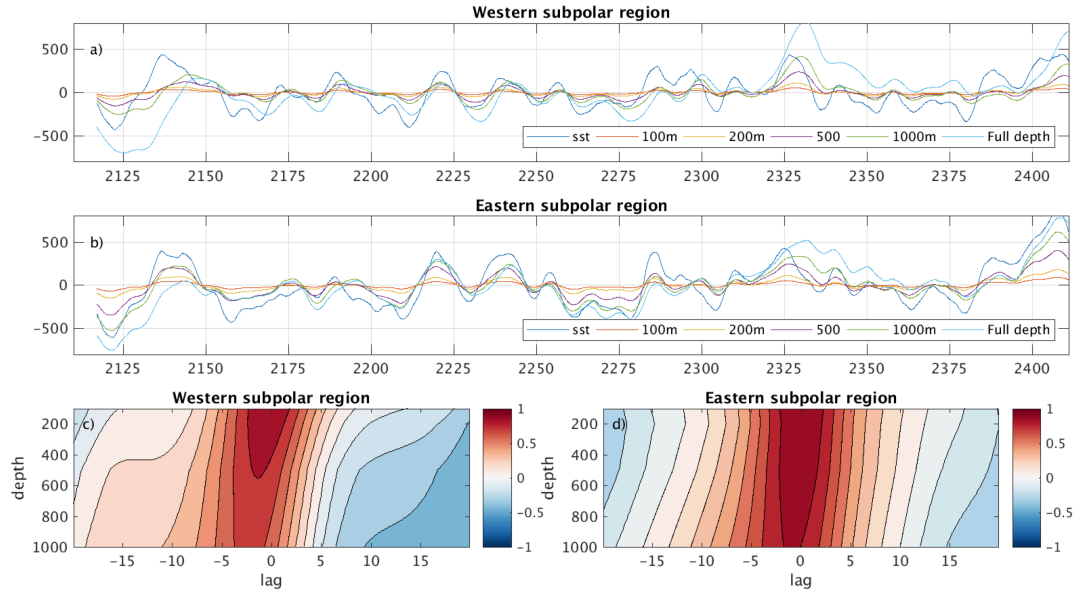 Western subpolar region
a)
500
0
−500
sst 100m 200m 500 1000m Full depth
2125 2150 2175 2200 2225 2250 2275 2300 2325 2350 2375 2400
Eastern subpolar region
b)
500
0
−500
sst 100m 200m 500 1000m Full depth
2125 2150 2175 2200 2225 2250 2275 2300 2325 2350 2375 2400
Western subpolar region
c)
depth
200
400
600
800
1000
−15 −10 −5 0 5 10 15
lag
1
0.5
0
−0.5
−1
Eastern subpolar region
d)
depth
200
400
600
800
1000
−15 −10 −5 0 5 10 15
lag
1
0.5
0
−0.5
−1